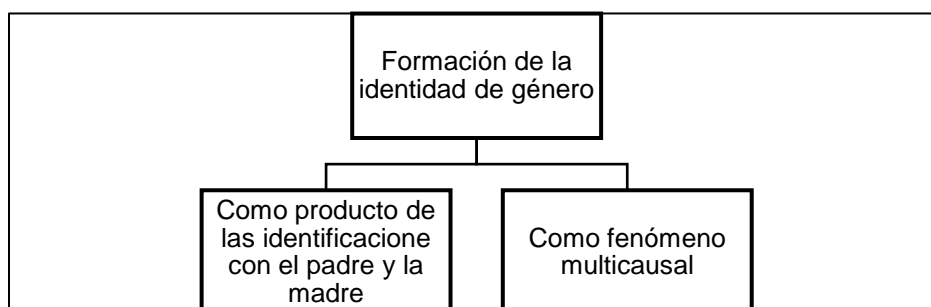 Formación de la
identidad de género
Como producto de
las identificacione
con el padre y la
madre
Como fenómeno
multicausal